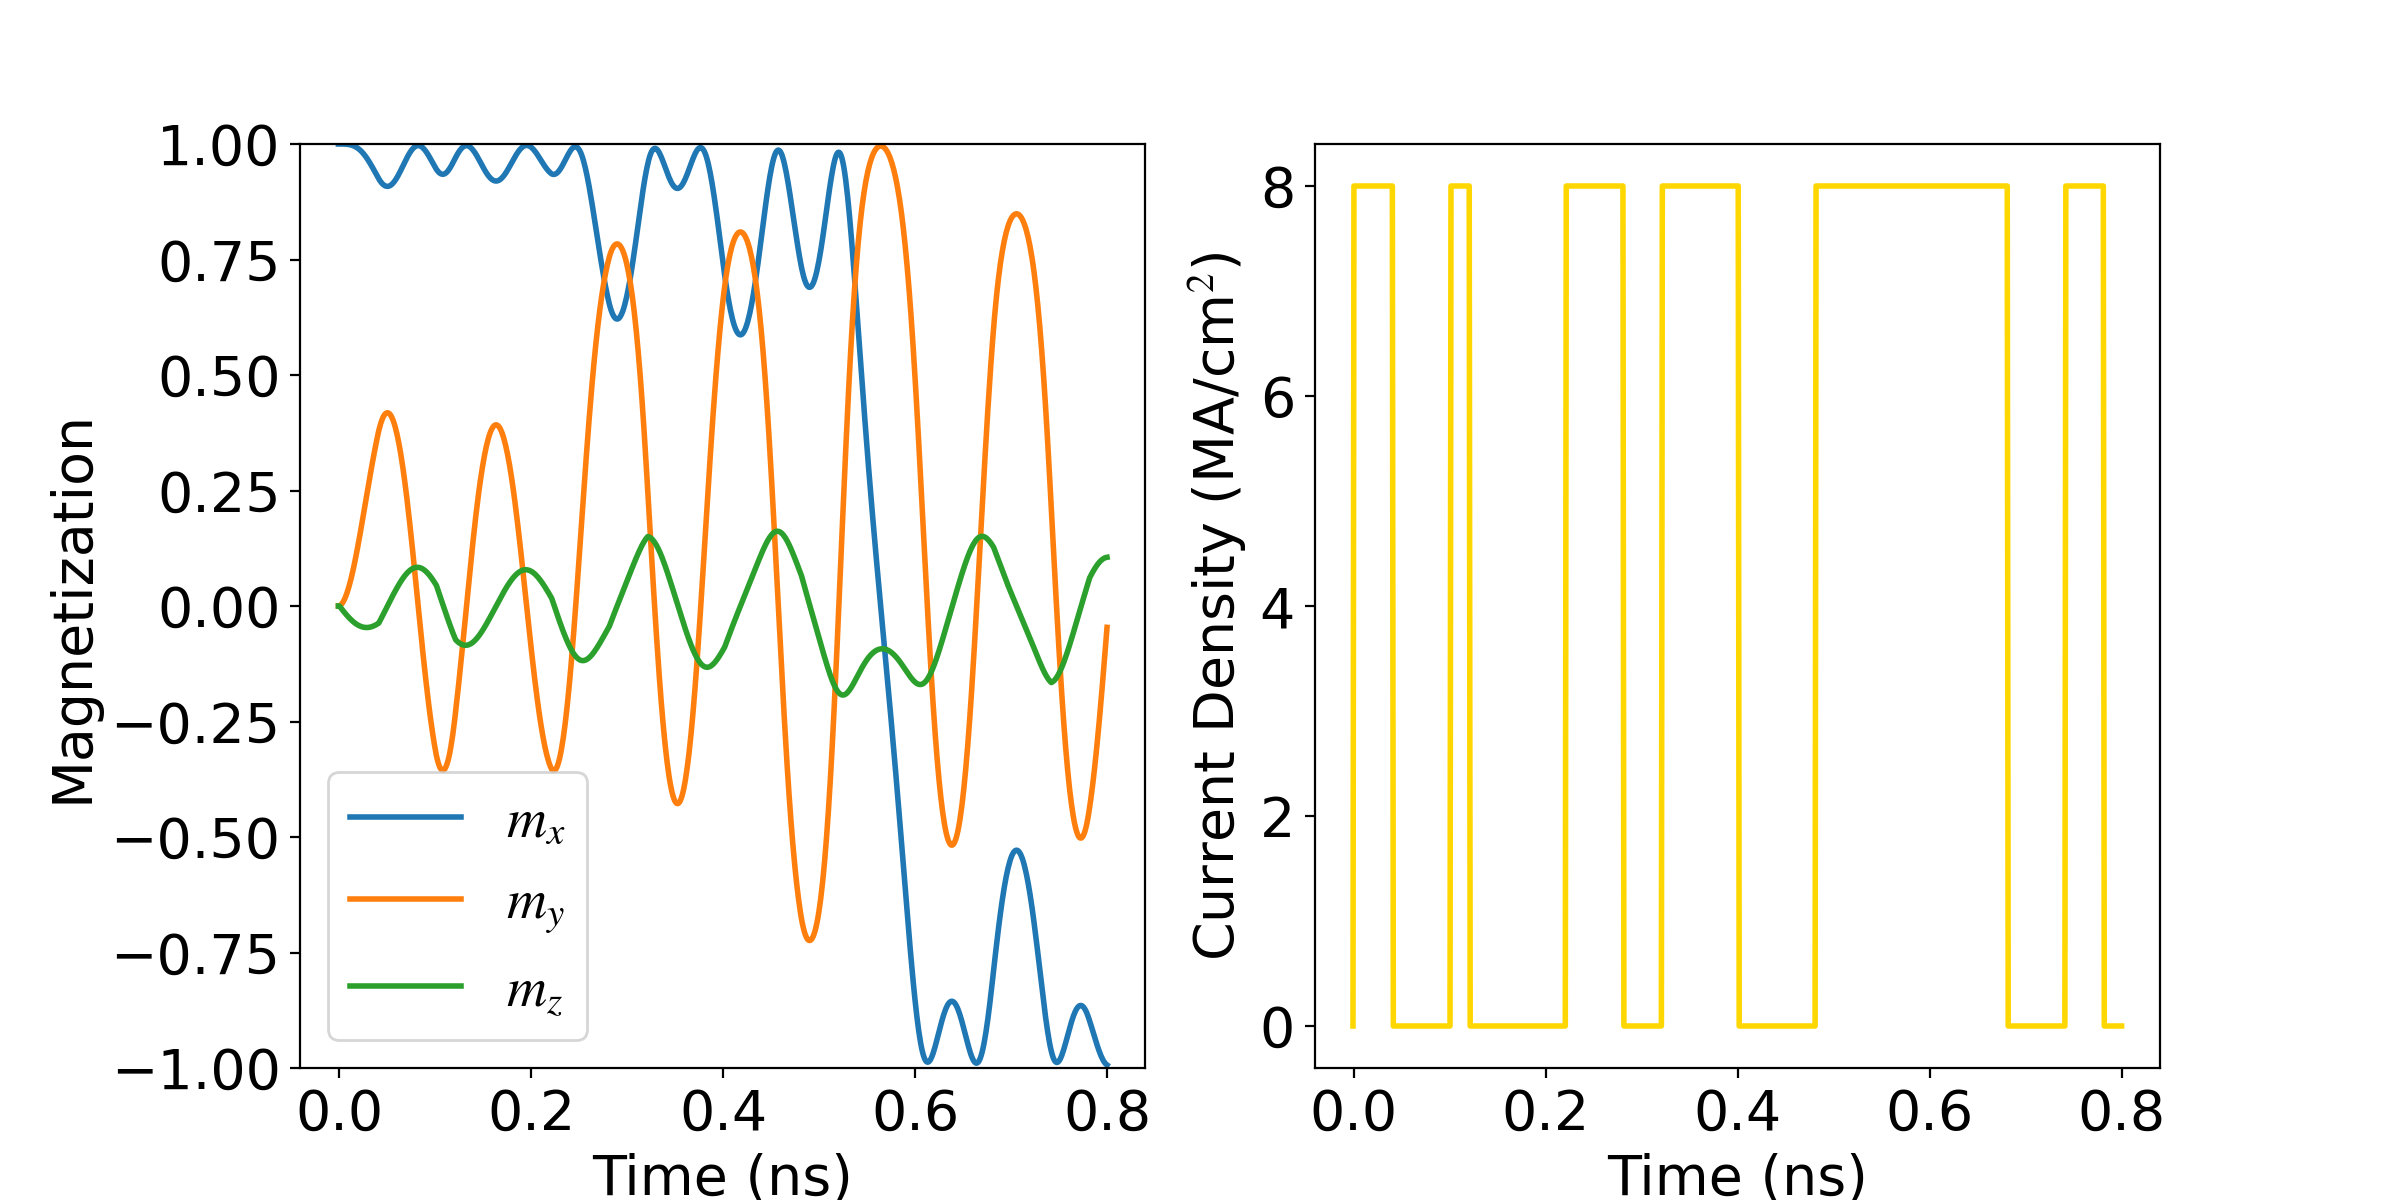 1.00
0.75
0.50
0.25
0.00
−0.25
−0.50
−0.75
−1.00
Magnetization
m_x
m_y
m_z
0.0 0.2 0.4 0.6 0.8
Time (ns)
8
6
4
2
0
Current Density (MA/cm²)
0.0 0.2 0.4 0.6 0.8
Time (ns)